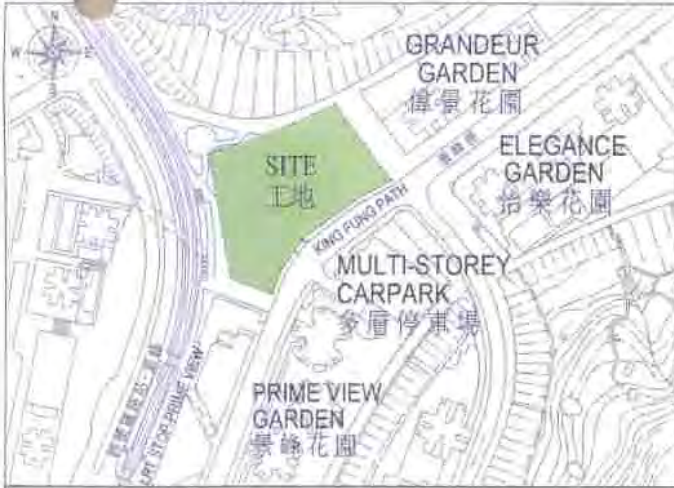 N
W
E
S
GRANDEUR
GARDEN
偉景花園
ELEGANCE
GARDEN
怡樂花園
SITE
工地
KING FUNG PATH
MULTI-STOREY
CARPARK
多層停車場
PRIME VIEW
GARDEN
景峰花園
LRT STOP PRIME VIEW